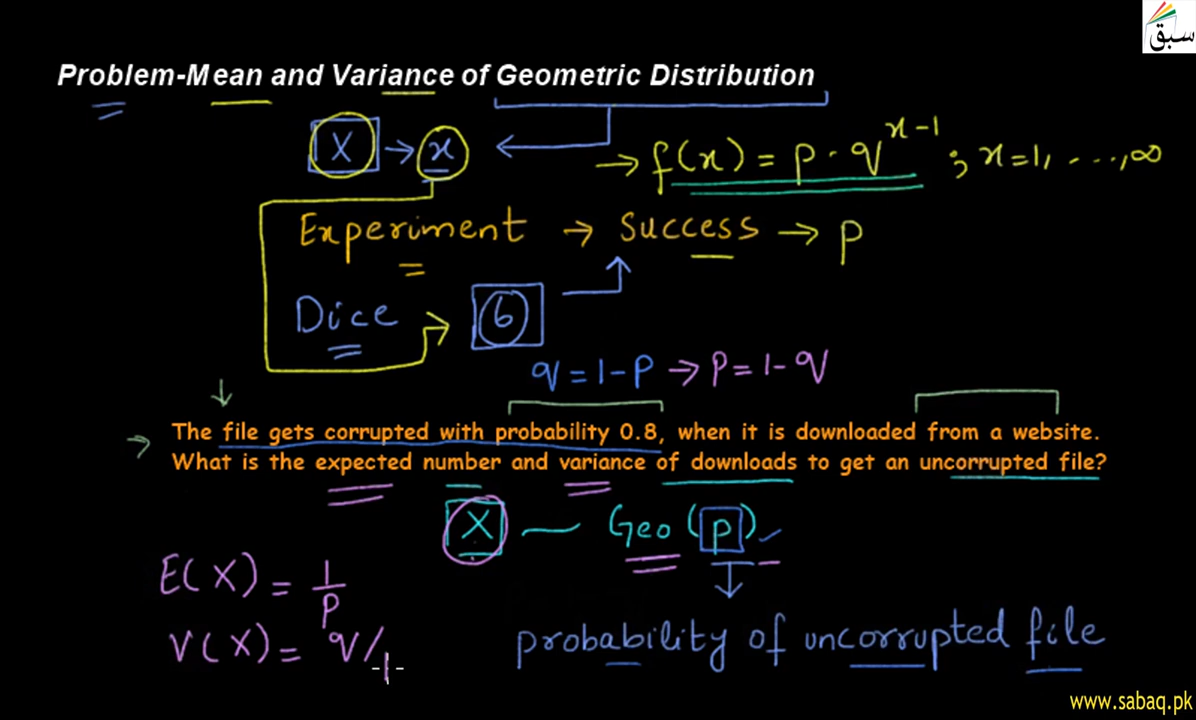 سبق
Problem-Mean and Variance of Geometric Distribution
X → x ← → f(x) = p · q^(x-1) ; x = 1, ..., ∞
Experiment → Success → p
Dice → 6
q = 1 - p → p = 1 - q
The file gets corrupted with probability 0.8, when it is downloaded from a website.
What is the expected number and variance of downloads to get an uncorrupted file?
X ~ Geo (p)
E(X) = 1/p
V(X) = q/
probability of uncorrupted file
www.sabaq.pk